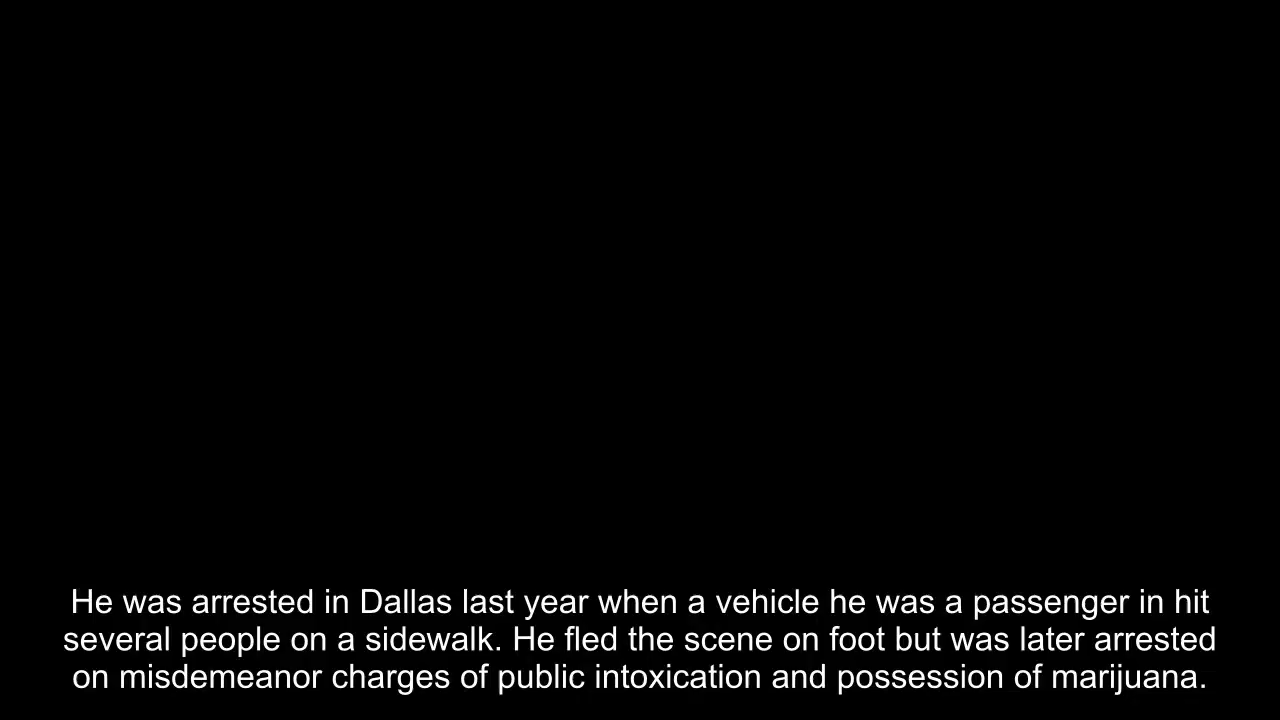 He was arrested in Dallas last year when a vehicle he was a passenger in hit
several people on a sidewalk. He fled the scene on foot but was later arrested
on misdemeanor charges of public intoxication and possession of marijuana.